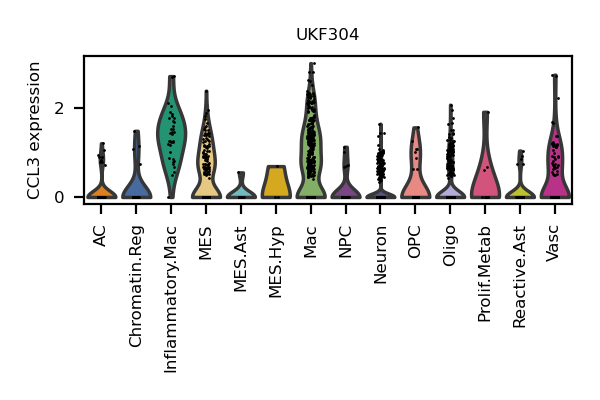 UKF304
CCL3 expression
2
0
AC
Chromatin.Reg
Inflammatory.Mac
MES
MES.Ast
MES.Hyp
Mac
NPC
Neuron
OPC
Oligo
Prolif.Metab
Reactive.Ast
Vasc